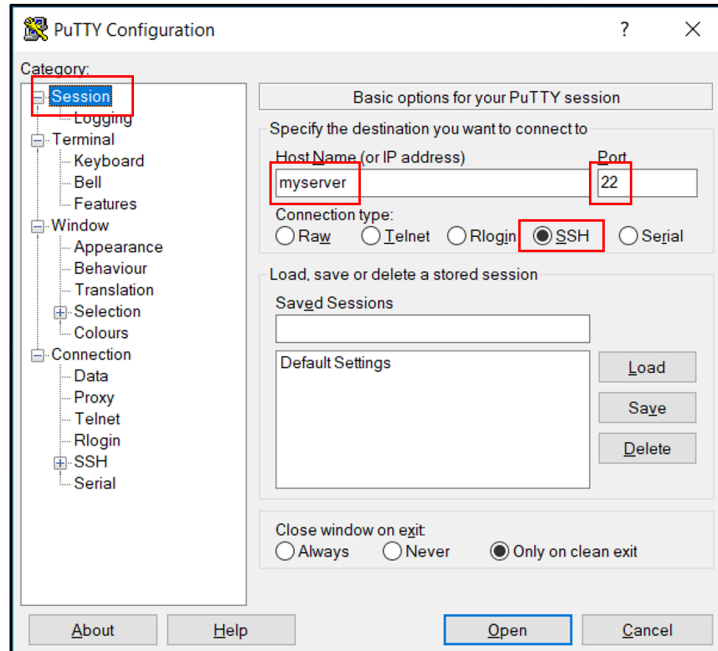 PuTTY Configuration
Category:
Session
Logging
Terminal
Keyboard
Bell
Features
Window
Appearance
Behaviour
Translation
Selection
Colours
Connection
Data
Proxy
Telnet
Rlogin
SSH
Serial
Basic options for your PuTTY session
Specify the destination you want to connect to
Host Name (or IP address) Port
myserver 22
Connection type:
Raw Telnet Rlogin SSH Serial
Load, save or delete a stored session
Saved Sessions
Default Settings
Load
Save
Delete
Close window on exit:
Always Never Only on clean exit
About Help Open Cancel